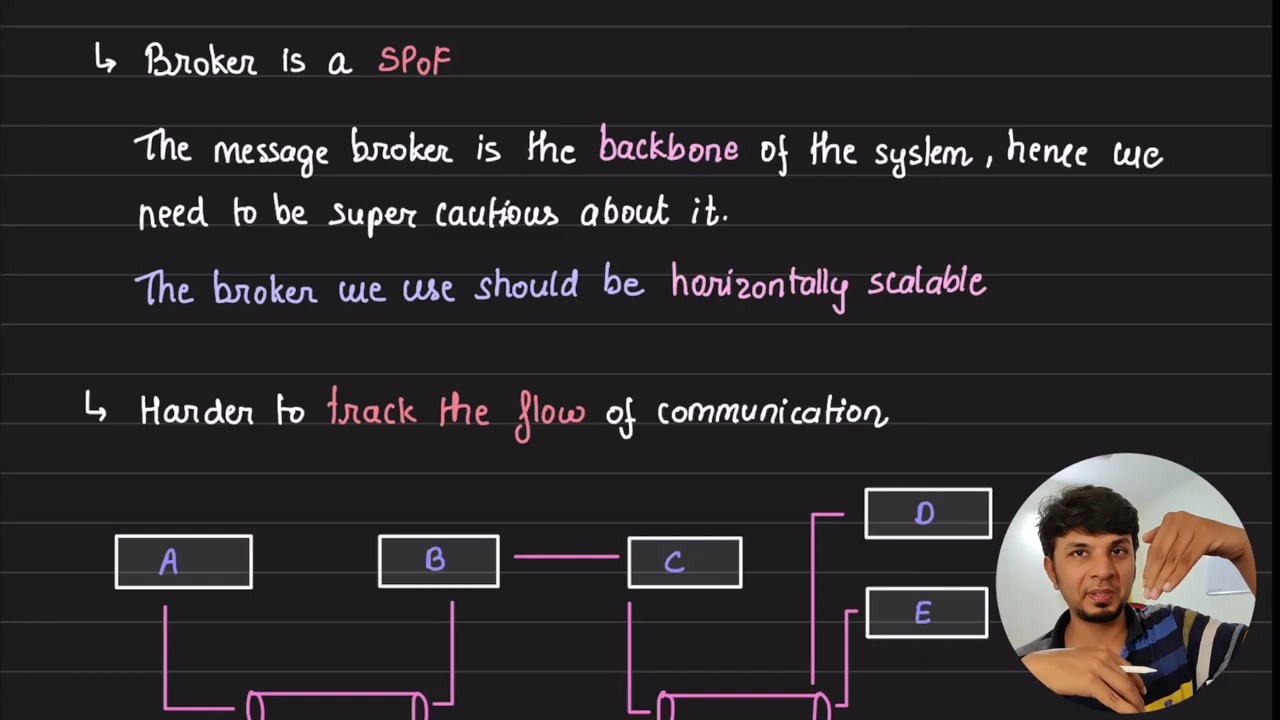 ↳ Broker is a SPoF
The message broker is the backbone of the system, hence we
need to be super cautious about it.
The broker we use should be horizontally scalable
↳ Harder to track the flow of communication
D
A B C
E